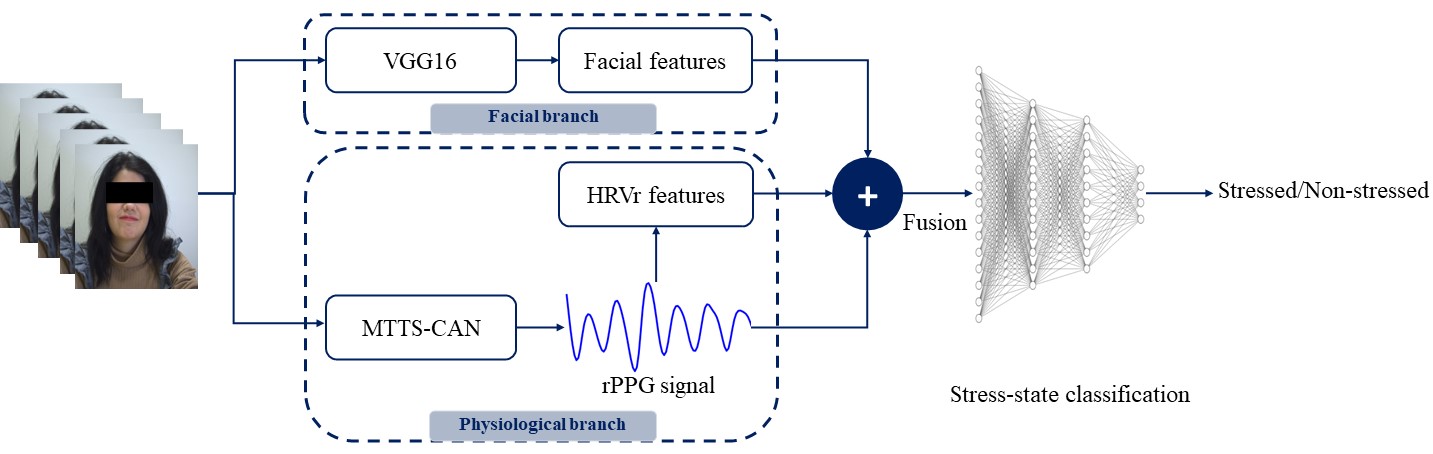 VGG16
Facial features
Facial branch
HRVr features
+
Fusion
Stressed/Non-stressed
MTTS-CAN
rPPG signal
Physiological branch
Stress-state classification